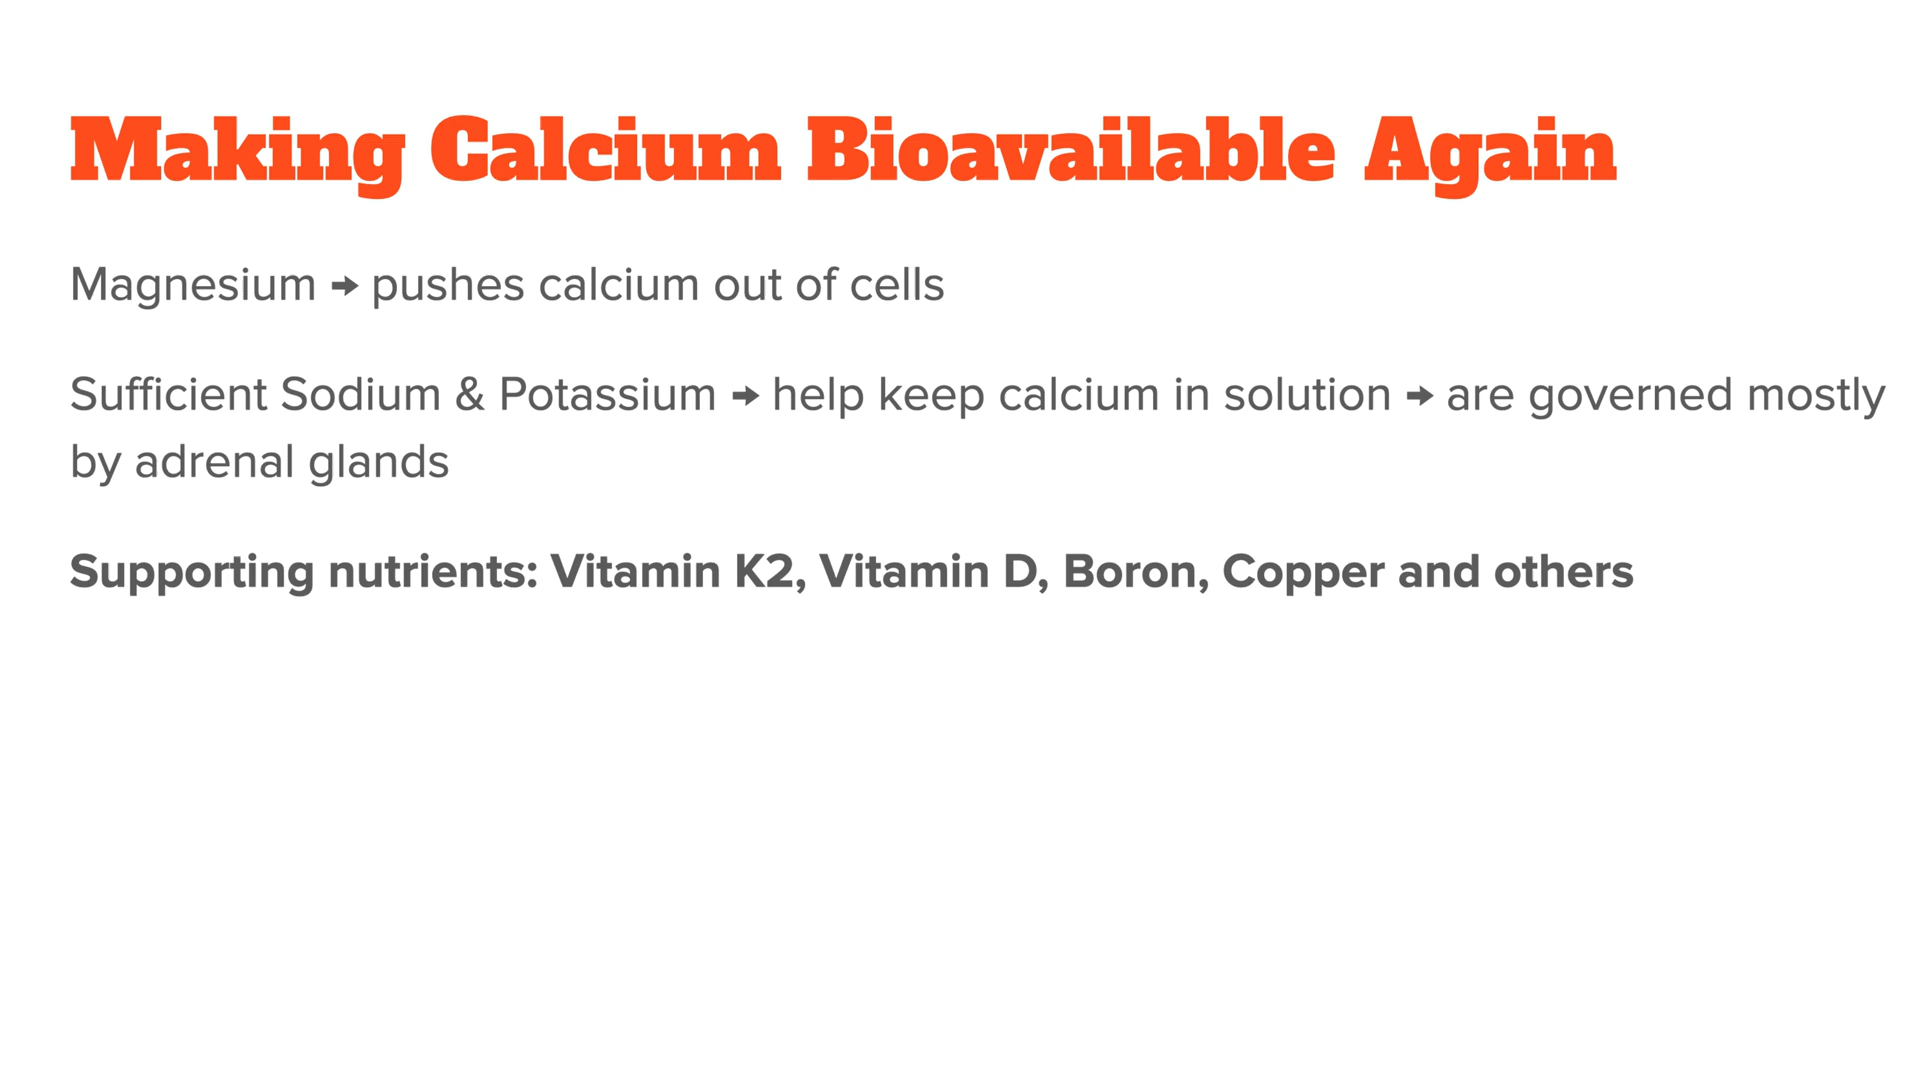 Making Calcium Bioavailable Again
Magnesium → pushes calcium out of cells
Sufficient Sodium & Potassium → help keep calcium in solution → are governed mostly
by adrenal glands
Supporting nutrients: Vitamin K2, Vitamin D, Boron, Copper and others